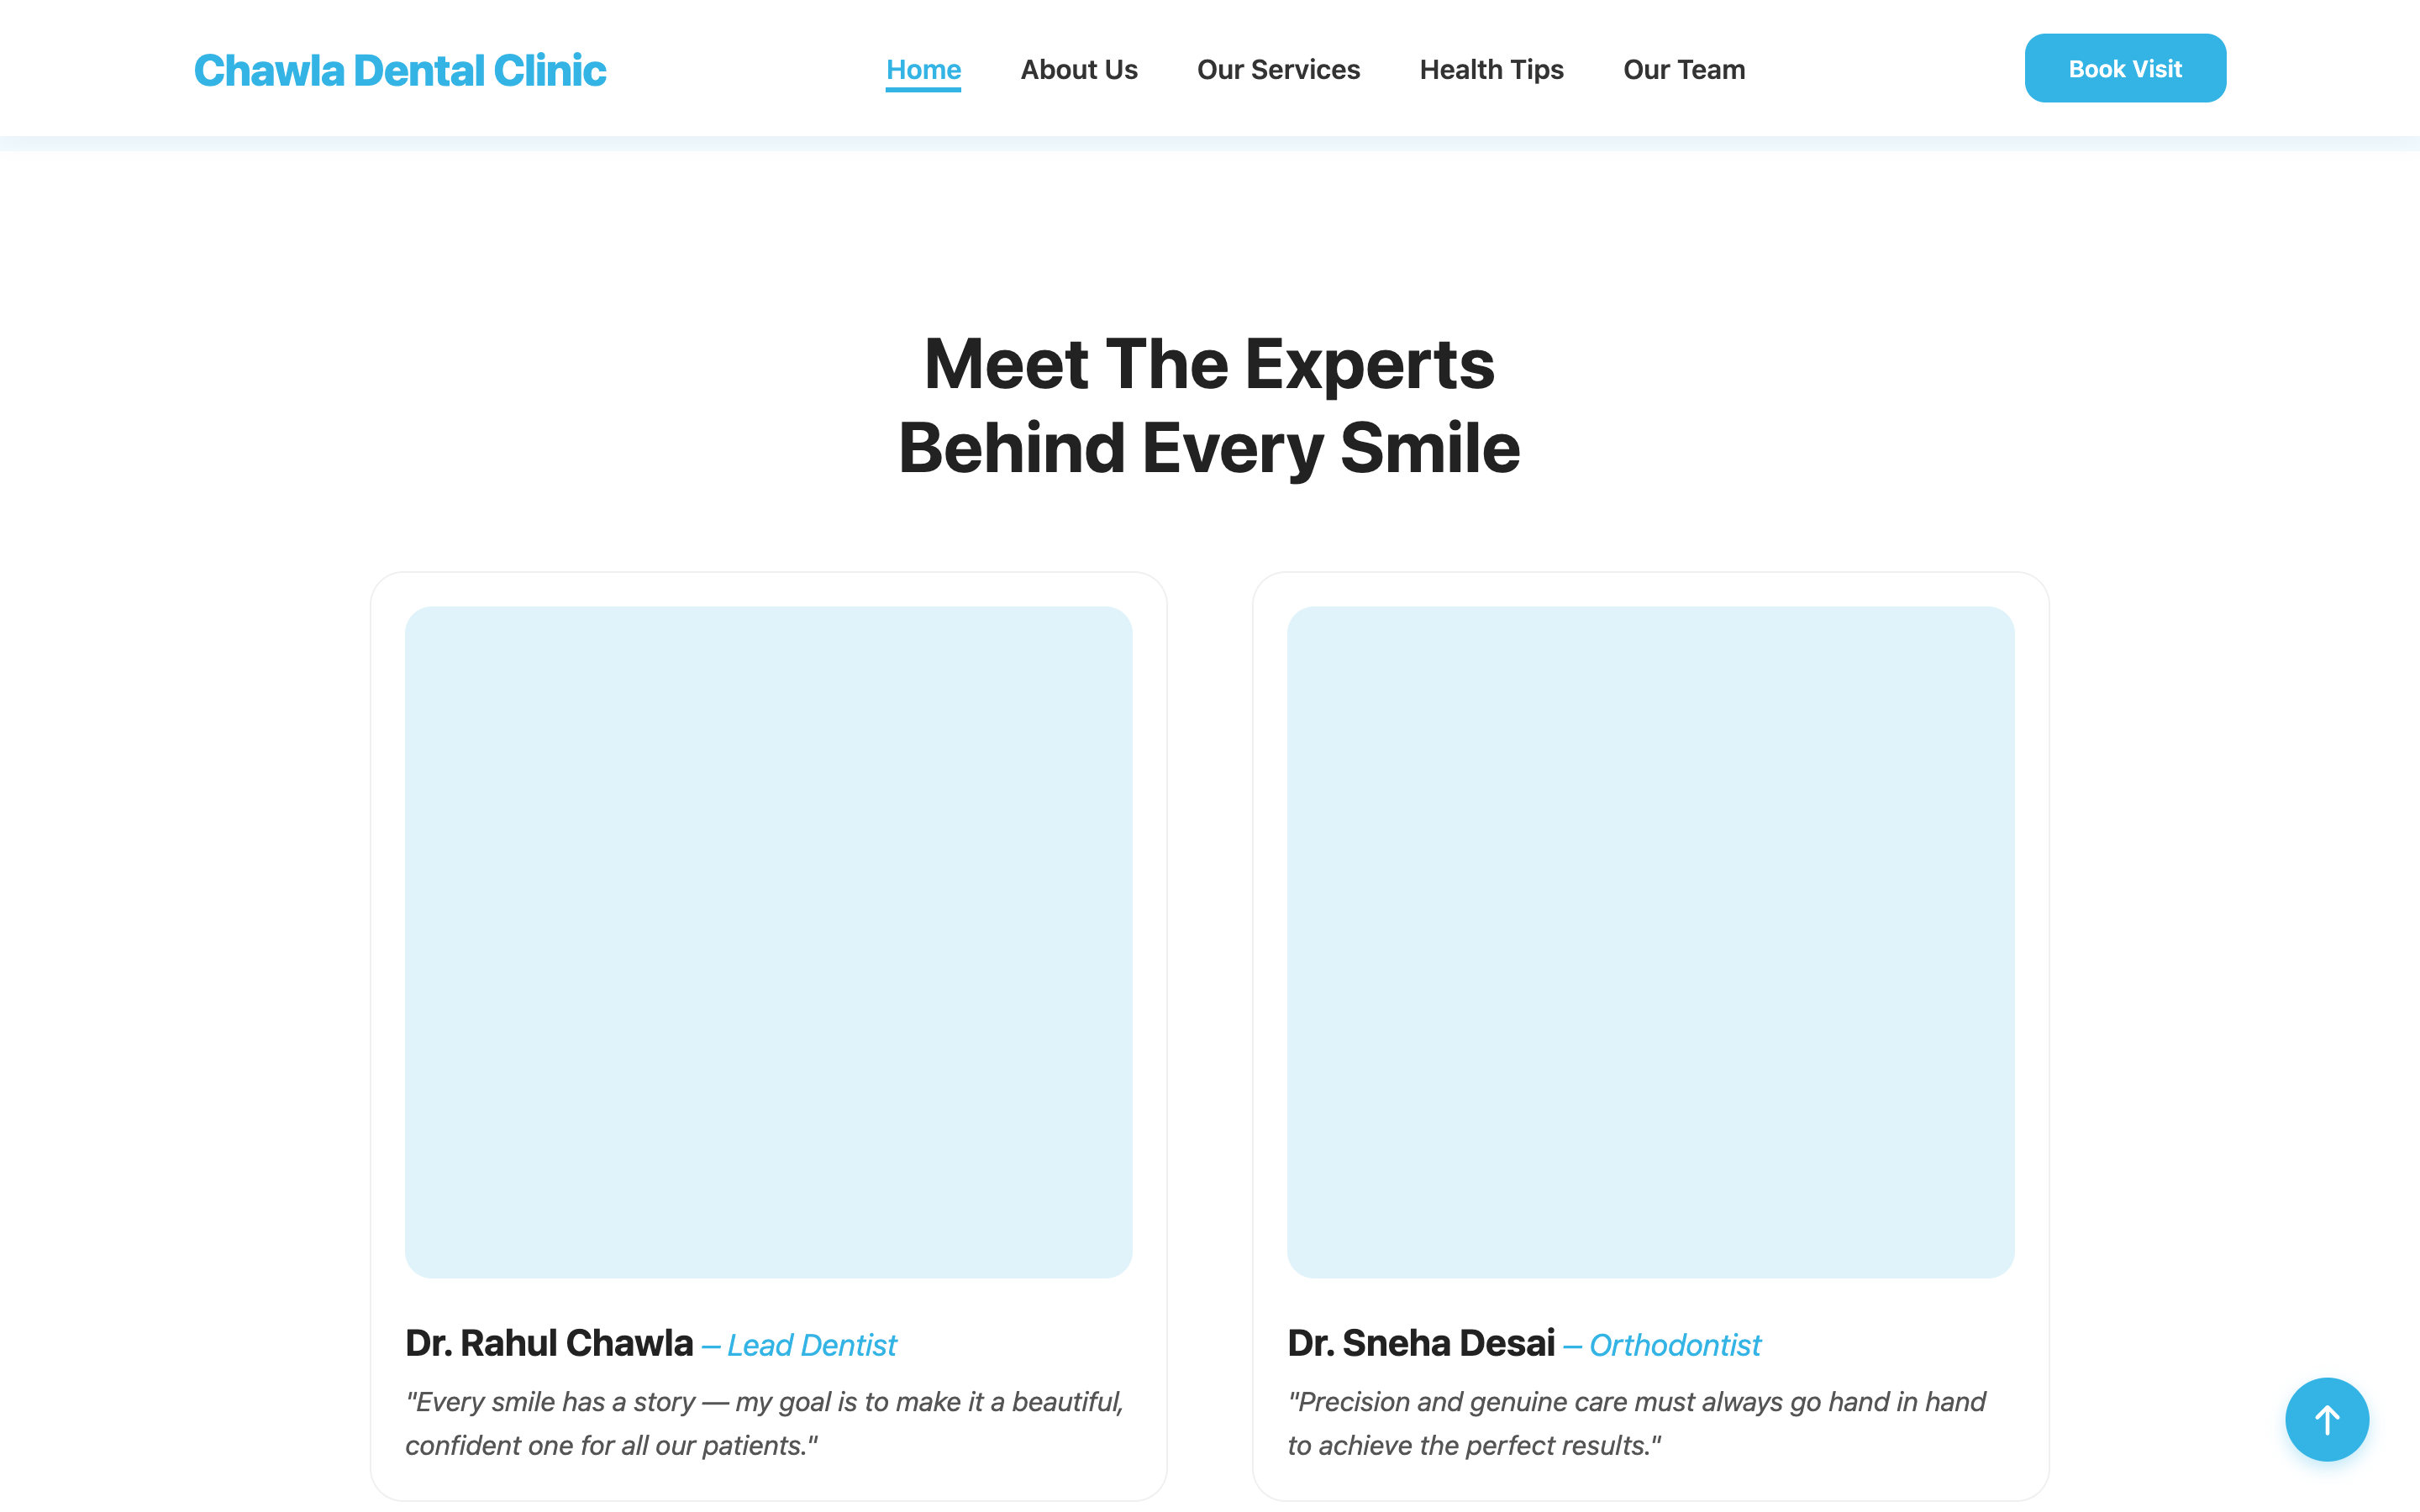 Chawla Dental Clinic
Home
About Us
Our Services
Health Tips
Our Team
Book Visit
Meet The Experts
Behind Every Smile
Dr. Rahul Chawla – Lead Dentist
"Every smile has a story — my goal is to make it a beautiful,
confident one for all our patients."
Dr. Sneha Desai – Orthodontist
"Precision and genuine care must always go hand in hand
to achieve the perfect results."